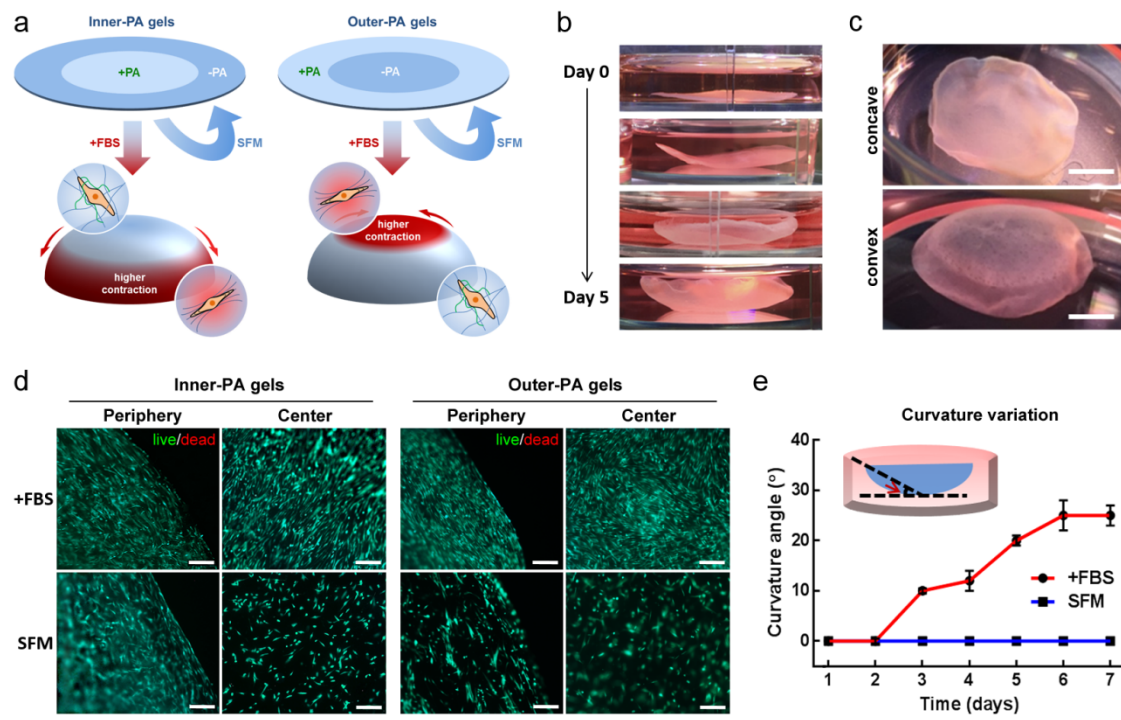 a
Inner-PA gels
Outer-PA gels
+PA
-PA
+PA
-PA
+FBS
SFM
+FBS
SFM
higher
contraction
higher
contraction
b
Day 0
Day 5
c
concave
convex
d
Inner-PA gels
Outer-PA gels
Periphery
Center
Periphery
Center
live/dead
live/dead
+FBS
SFM
e
Curvature variation
Curvature angle (°)
40
30
20
10
0
+FBS
SFM
1 2 3 4 5 6 7
Time (days)